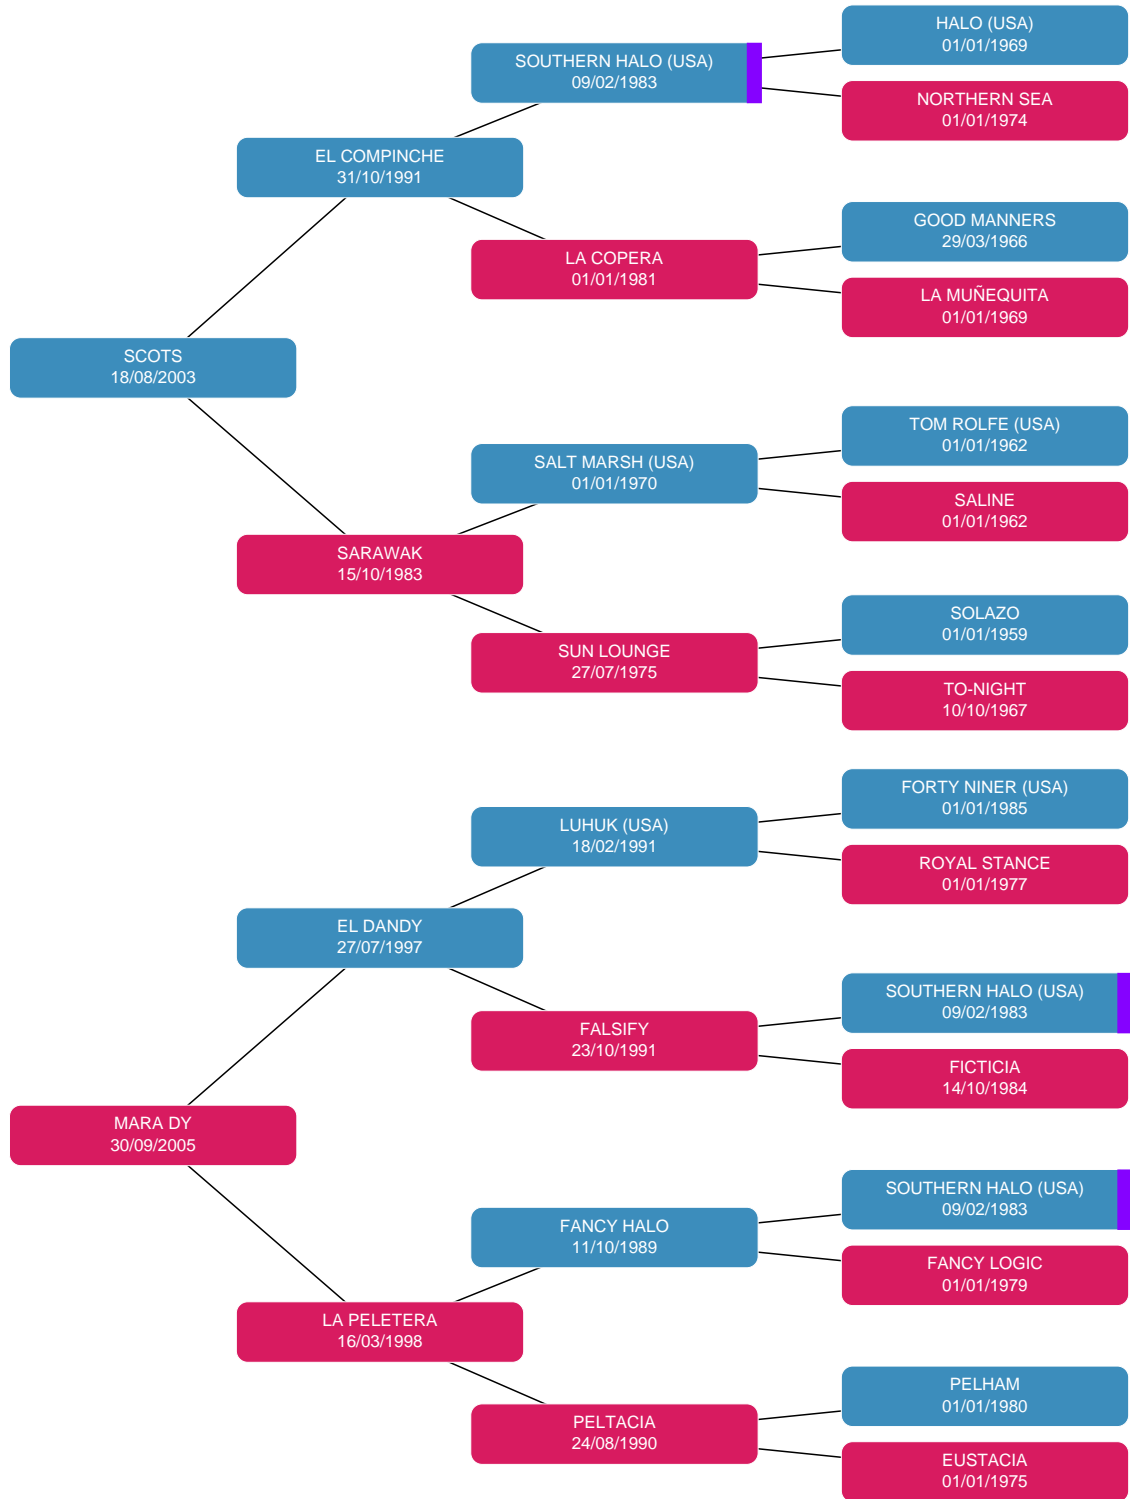 HALO (USA)
01/01/1969
SOUTHERN HALO (USA)
09/02/1983
NORTHERN SEA
01/01/1974
EL COMPINCHE
31/10/1991
GOOD MANNERS
29/03/1966
LA COPERA
01/01/1981
LA MUÑEQUITA
01/01/1969
SCOTS
18/08/2003
TOM ROLFE (USA)
01/01/1962
SALT MARSH (USA)
01/01/1970
SALINE
01/01/1962
SARAWAK
15/10/1983
SOLAZO
01/01/1959
SUN LOUNGE
27/07/1975
TO-NIGHT
10/10/1967
FORTY NINER (USA)
01/01/1985
LUHUK (USA)
18/02/1991
ROYAL STANCE
01/01/1977
EL DANDY
27/07/1997
SOUTHERN HALO (USA)
09/02/1983
FALSIFY
23/10/1991
FICTICIA
14/10/1984
MARA DY
30/09/2005
SOUTHERN HALO (USA)
09/02/1983
FANCY HALO
11/10/1989
FANCY LOGIC
01/01/1979
LA PELETERA
16/03/1998
PELHAM
01/01/1980
PELTACIA
24/08/1990
EUSTACIA
01/01/1975